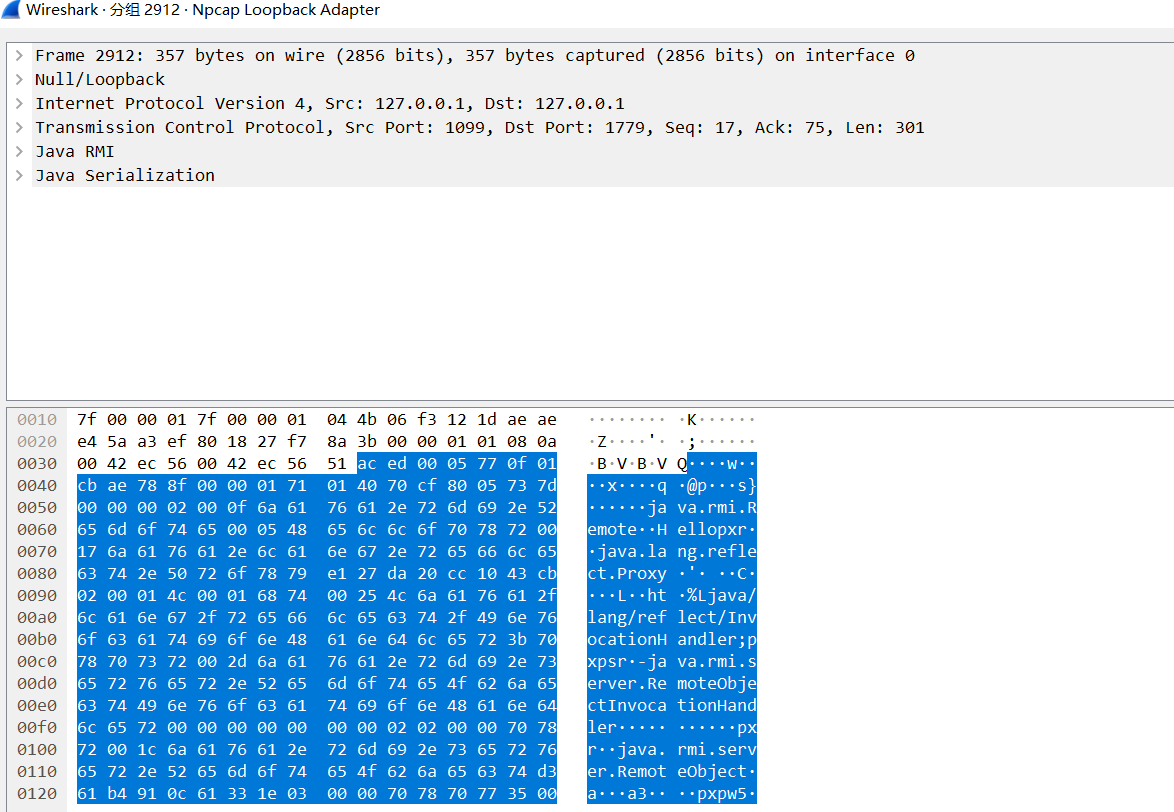 Wireshark · 分组 2912 · Npcap Loopback Adapter
> Frame 2912: 357 bytes on wire (2856 bits), 357 bytes captured (2856 bits) on interface 0
> Null/Loopback
> Internet Protocol Version 4, Src: 127.0.0.1, Dst: 127.0.0.1
> Transmission Control Protocol, Src Port: 1099, Dst Port: 1779, Seq: 17, Ack: 75, Len: 301
> Java RMI
> Java Serialization
0010 7f 00 00 01 7f 00 00 01 04 4b 06 f3 12 1d ae ae ········ ·K······
0020 e4 5a a3 ef 80 18 27 f7 8a 3b 00 00 01 01 08 0a ·Z····'· ·;······
0030 00 42 ec 56 00 42 ec 56 51 ac ed 00 05 77 0f 01 ·B·V·B·V Q····w··
0040 cb ae 78 8f 00 00 01 71 01 40 70 cf 80 05 73 7d ··x····q ·@p···s}
0050 00 00 00 02 00 0f 6a 61 76 61 2e 72 6d 69 2e 52 ······ja va.rmi.R
0060 65 6d 6f 74 65 00 05 48 65 6c 6c 6f 70 78 72 00 emote··H ellopxr·
0070 17 6a 61 76 61 2e 6c 61 6e 67 2e 72 65 66 6c 65 ·java.la ng.refle
0080 63 74 2e 50 72 6f 78 79 e1 27 da 20 cc 10 43 cb ct.Proxy ·'· ··C·
0090 02 00 01 4c 00 01 68 74 00 25 4c 6a 61 76 61 2f ···L··ht ·%Ljava/
00a0 6c 61 6e 67 2f 72 65 66 6c 65 63 74 2f 49 6e 76 lang/ref lect/Inv
00b0 6f 63 61 74 69 6f 6e 48 61 6e 64 6c 65 72 3b 70 ocationH andler;p
00c0 78 70 73 72 00 2d 6a 61 76 61 2e 72 6d 69 2e 73 xpsr·-ja va.rmi.s
00d0 65 72 76 65 72 2e 52 65 6d 6f 74 65 4f 62 6a 65 erver.Re moteObje
00e0 63 74 49 6e 76 6f 63 61 74 69 6f 6e 48 61 6e 64 ctInvoca tionHand
00f0 6c 65 72 00 00 00 00 00 00 00 02 02 00 00 70 78 ler····· ······px
0100 72 00 1c 6a 61 76 61 2e 72 6d 69 2e 73 65 72 76 r··java. rmi.serv
0110 65 72 2e 52 65 6d 6f 74 65 4f 62 6a 65 63 74 d3 er.Remot eObject·
0120 61 b4 91 0c 61 33 1e 03 00 00 70 78 70 77 35 00 a···a3·· ··pxpw5·